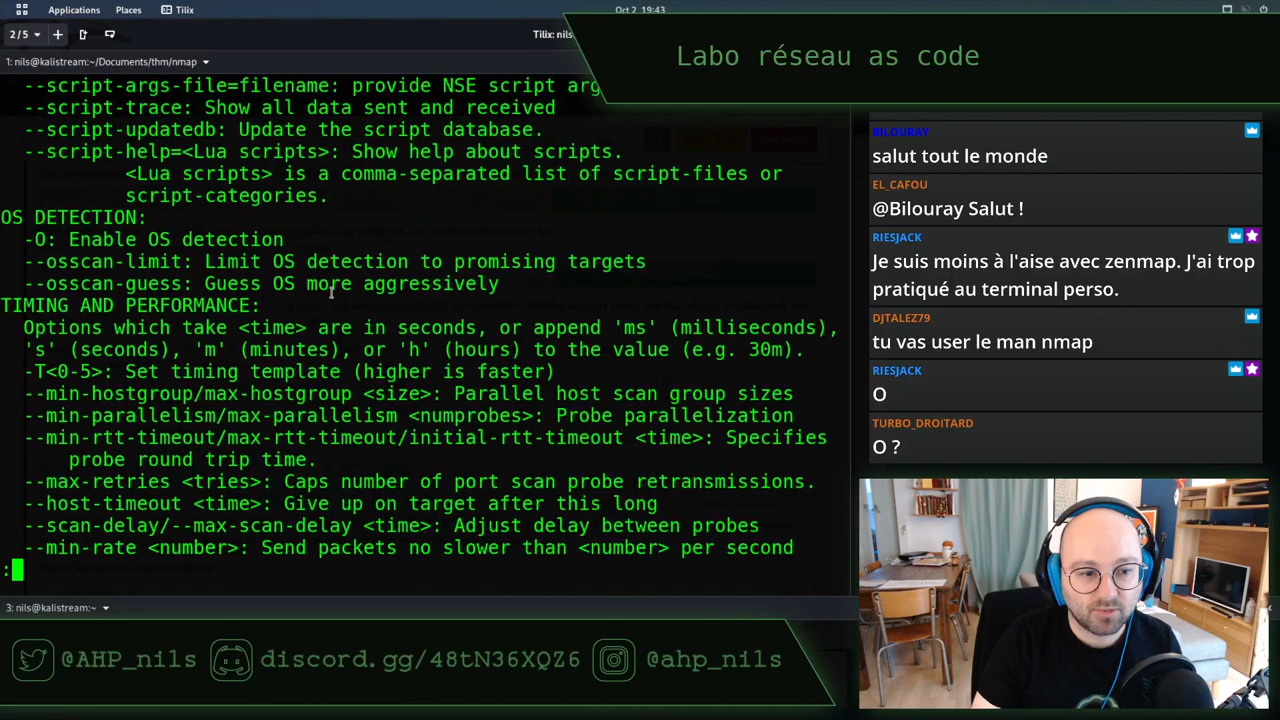 Applications Places Tilix
Oct 2, 19:43
2/5
Tilix: nils
1: nils@kalistream:~/Documents/thm/nmap
Labo réseau as code
--script-args-file=filename: provide NSE script arg
--script-trace: Show all data sent and received
--script-updatedb: Update the script database.
--script-help=<Lua scripts>: Show help about scripts.
<Lua scripts> is a comma-separated list of script-files or
script-categories.
OS DETECTION:
-O: Enable OS detection
--osscan-limit: Limit OS detection to promising targets
--osscan-guess: Guess OS more aggressively
TIMING AND PERFORMANCE:
Options which take <time> are in seconds, or append 'ms' (milliseconds),
's' (seconds), 'm' (minutes), or 'h' (hours) to the value (e.g. 30m).
-T<0-5>: Set timing template (higher is faster)
--min-hostgroup/max-hostgroup <size>: Parallel host scan group sizes
--min-parallelism/max-parallelism <numprobes>: Probe parallelization
--min-rtt-timeout/max-rtt-timeout/initial-rtt-timeout <time>: Specifies
probe round trip time.
--max-retries <tries>: Caps number of port scan probe retransmissions.
--host-timeout <time>: Give up on target after this long
--scan-delay/--max-scan-delay <time>: Adjust delay between probes
--min-rate <number>: Send packets no slower than <number> per second
:
3: nils@kalistream:~
BILOURAY
salut tout le monde
EL_CAFOU
@Bilouray Salut !
RIESJACK
Je suis moins à l'aise avec zenmap. J'ai trop
pratiqué au terminal perso.
DJTALEZ79
tu vas user le man nmap
RIESJACK
O
TURBO_DROITARD
O ?
@AHP_nils
discord.gg/48tN36XQZ6
@ahp_nils